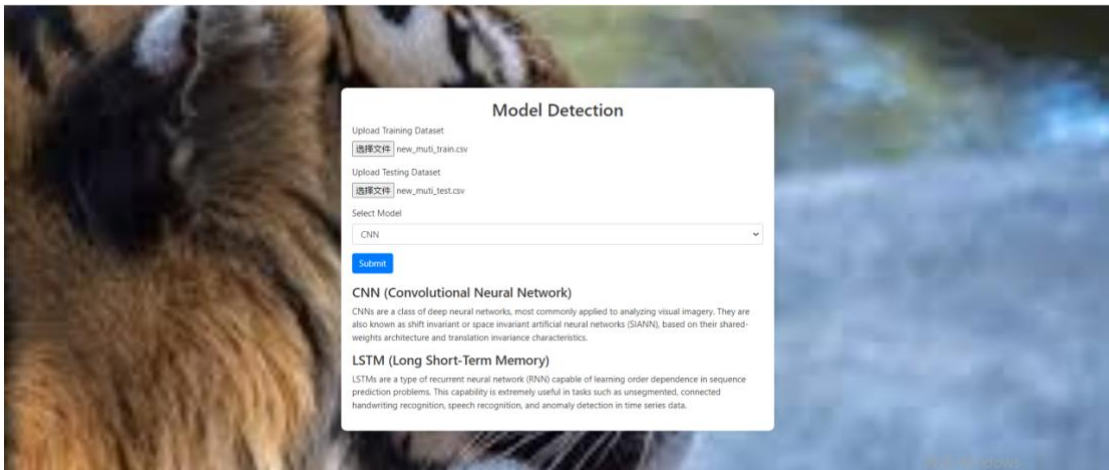 Model Detection
Upload Training Dataset
选择文件 new_muti_train.csv
Upload Testing Dataset
选择文件 new_muti_test.csv
Select Model
CNN
Submit
CNN (Convolutional Neural Network)
CNNs are a class of deep neural networks, most commonly applied to analyzing visual imagery. They are
also known as shift invariant or space invariant artificial neural networks (SIANN), based on their shared-
weights architecture and translation invariance characteristics.
LSTM (Long Short-Term Memory)
LSTMs are a type of recurrent neural network (RNN) capable of learning order dependence in sequence
prediction problems. This capability is extremely useful in tasks such as unsegmented, connected
handwriting recognition, speech recognition, and anomaly detection in time series data.